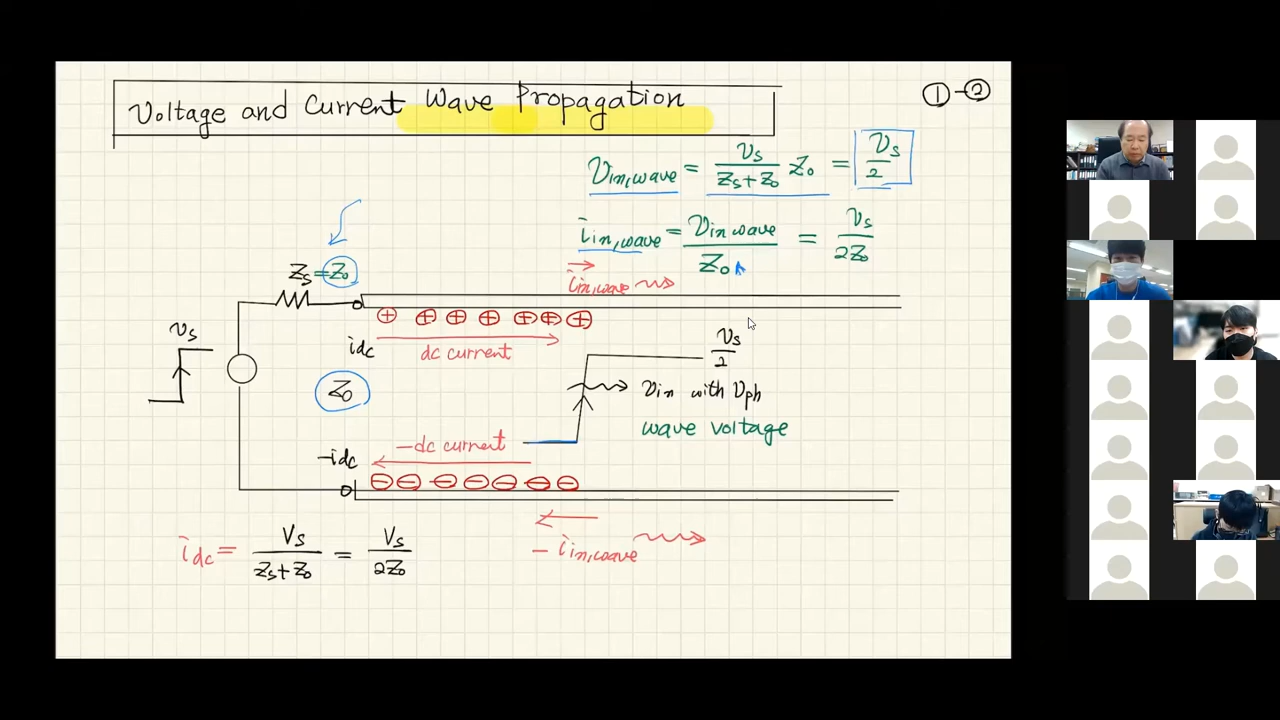 Voltage and Current Wave Propagation
①-②
Vin,wave = Vs / (Zs+Z0) Z0 = Vs / 2
iin,wave = Vin wave / Z0 = Vs / 2Z0
Zs=Z0
iin,wave
Vs
+ + + + + + +
idc
dc current
Vs / 2
Z0
Vin with Vph
wave voltage
-dc current
-idc
- - - - - - -
idc = Vs / (Zs+Z0) = Vs / 2Z0
- iin,wave